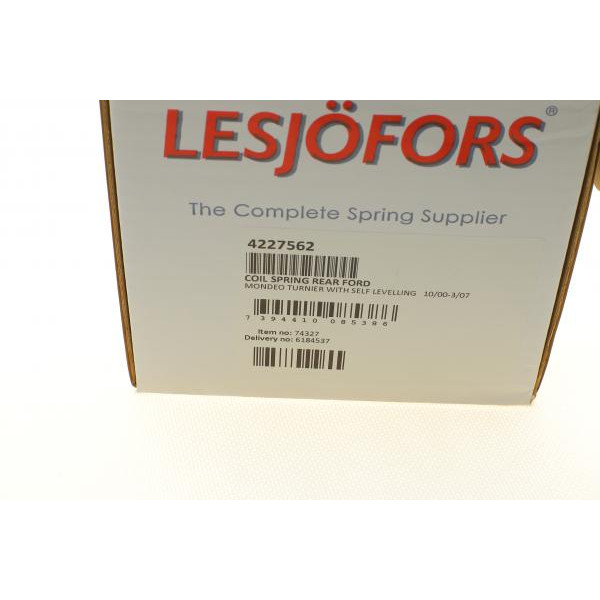 LESJÖFORS®
The Complete Spring Supplier
4227562
COIL SPRING REAR FORD
MONDEO TURNIER WITH SELF LEVELLING 10/00-3/07
7 394410 085386
Item no: 74327
Delivery no: 6184537